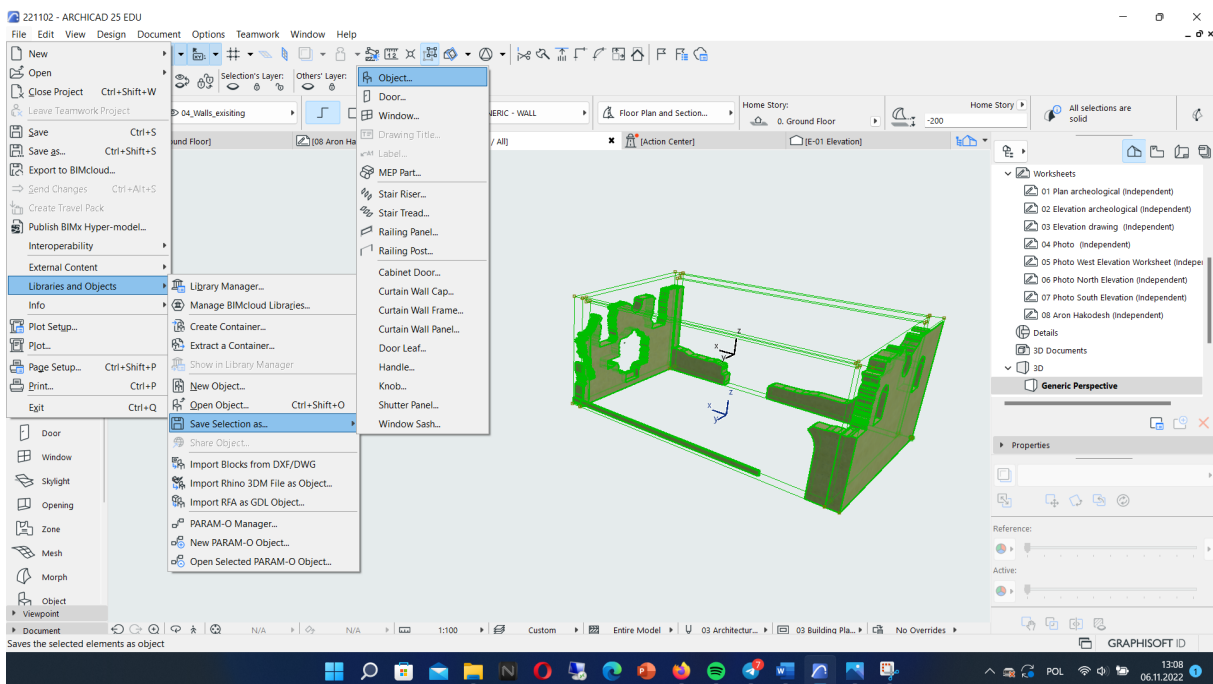 221102 - ARCHICAD 25 EDU
File Edit View Design Document Options Teamwork Window Help
New
Open
Close Project Ctrl+Shift+W
Leave Teamwork Project
Save Ctrl+S
Save as... Ctrl+Shift+S
Export to BIMcloud...
Send Changes Ctrl+Alt+S
Create Travel Pack
Publish BIMx Hyper-model...
Interoperability
External Content
Libraries and Objects
Info
Plot Setup...
Plot...
Page Setup... Ctrl+Shift+P
Print... Ctrl+P
Exit Ctrl+Q
Selection's Layer: Others' Layer:
04_Walls_exisiting
NERIC - WALL
Floor Plan and Section...
Home Story:
0. Ground Floor
Home Story
-200
All selections are
solid
und Floor] [08 Aron Ha / All] [Action Center] [E-01 Elevation]
Library Manager...
Manage BIMcloud Libraries...
Create Container...
Extract a Container...
Show in Library Manager
New Object...
Open Object... Ctrl+Shift+O
Save Selection as...
Share Object...
Import Blocks from DXF/DWG
Import Rhino 3DM File as Object...
Import RFA as GDL Object...
PARAM-O Manager...
New PARAM-O Object...
Open Selected PARAM-O Object...
Object...
Door...
Window...
Drawing Title...
Label...
MEP Part...
Stair Riser...
Stair Tread...
Railing Panel...
Railing Post...
Cabinet Door...
Curtain Wall Cap...
Curtain Wall Frame...
Curtain Wall Panel...
Door Leaf...
Handle...
Knob...
Shutter Panel...
Window Sash...
Door
Window
Skylight
Opening
Zone
Mesh
Morph
Object
Viewpoint
Document
z
x
y
z
x
y
Worksheets
01 Plan archeological (Independent)
02 Elevation archeological (Independent)
03 Elevation drawing (Independent)
04 Photo (Independent)
05 Photo West Elevation Worksheet (Indeper
06 Photo North Elevation (Independent)
07 Photo South Elevation (Independent)
08 Aron Hakodesh (Independent)
Details
3D Documents
3D
Generic Perspective
Properties
Reference:
Active:
N/A N/A 1:100 Custom Entire Model 03 Architectur... 03 Building Pla... No Overrides
Saves the selected elements as object
GRAPHISOFT ID
POL
13:08
06.11.2022
1